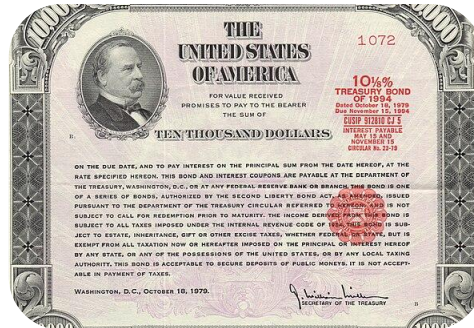 10,000
THE
UNITED STATES
OF AMERICA
FOR VALUE RECEIVED
PROMISES TO PAY TO THE BEARER
THE SUM OF
TEN THOUSAND DOLLARS
1072
10⅛%
TREASURY BOND
OF 1994
Dated October 18, 1979
Due November 15, 1994
CUSIP 912810 CJ 5
INTEREST PAYABLE
MAY 15 AND
NOVEMBER 15
CIRCULAR No. 23-79
B
B
ON THE DUE DATE, AND TO PAY INTEREST ON THE PRINCIPAL SUM FROM THE DATE HEREOF, AT THE
RATE SPECIFIED HEREON. THIS BOND AND INTEREST COUPONS ARE PAYABLE AT THE DEPARTMENT OF
THE TREASURY, WASHINGTON, D.C., OR AT ANY FEDERAL RESERVE BANK OR BRANCH. THIS BOND IS ONE
OF A SERIES OF BONDS, AUTHORIZED BY THE SECOND LIBERTY BOND ACT, AS AMENDED, ISSUED
PURSUANT TO THE DEPARTMENT OF THE TREASURY CIRCULAR REFERRED TO HEREON, AND IS NOT
SUBJECT TO CALL FOR REDEMPTION PRIOR TO MATURITY. THE INCOME DERIVED FROM THIS BOND IS
SUBJECT TO ALL TAXES IMPOSED UNDER THE INTERNAL REVENUE CODE OF 1954. THIS BOND IS SUB-
JECT TO ESTATE, INHERITANCE, GIFT OR OTHER EXCISE TAXES, WHETHER FEDERAL OR STATE, BUT IS
EXEMPT FROM ALL TAXATION NOW OR HEREAFTER IMPOSED ON THE PRINCIPAL OR INTEREST HEREOF
BY ANY STATE, OR ANY OF THE POSSESSIONS OF THE UNITED STATES, OR BY ANY LOCAL TAXING
AUTHORITY. THIS BOND IS ACCEPTABLE TO SECURE DEPOSITS OF PUBLIC MONEYS. IT IS NOT ACCEPT-
ABLE IN PAYMENT OF TAXES.
WASHINGTON, D.C., OCTOBER 18, 1979.
SECRETARY OF THE TREASURY
B